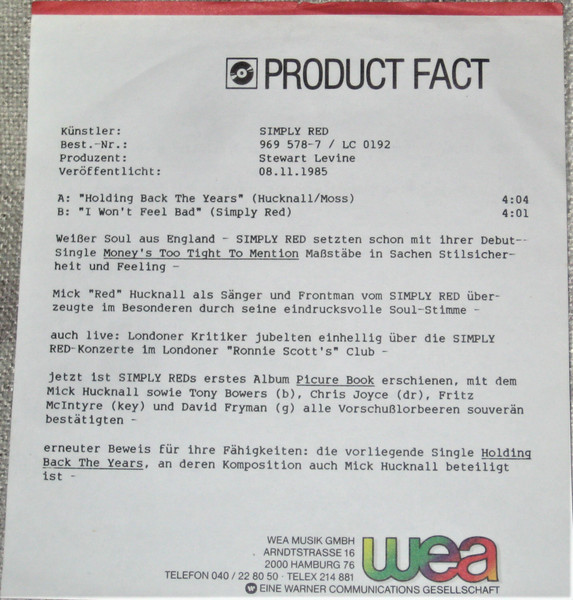 PRODUCT FACT
Künstler: SIMPLY RED
Best.-Nr.: 969 578-7 / LC 0192
Produzent: Stewart Levine
Veröffentlicht: 08.11.1985
A: "Holding Back The Years" (Hucknall/Moss) 4:04
B: "I Won't Feel Bad" (Simply Red) 4:01
Weißer Soul aus England - SIMPLY RED setzten schon mit ihrer Debut-
Single Money's Too Tight To Mention Maßstäbe in Sachen Stilsicher-
heit und Feeling -
Mick "Red" Hucknall als Sänger und Frontman vom SIMPLY RED über-
zeugte im Besonderen durch seine eindrucksvolle Soul-Stimme -
auch live: Londoner Kritiker jubelten einhellig über die SIMPLY
RED-Konzerte im Londoner "Ronnie Scott's" Club -
jetzt ist SIMPLY REDs erstes Album Picure Book erschienen, mit dem
Mick Hucknall sowie Tony Bowers (b), Chris Joyce (dr), Fritz
McIntyre (key) und David Fryman (g) alle Vorschußlorbeeren souverän
bestätigten -
erneuter Beweis für ihre Fähigkeiten: die vorliegende Single Holding
Back The Years, an deren Komposition auch Mick Hucknall beteiligt
ist -
WEA MUSIK GMBH
ARNDTSTRASSE 16
2000 HAMBURG 76
TELEFON 040 / 22 80 50 · TELEX 214 881
wea
EINE WARNER COMMUNICATIONS GESELLSCHAFT